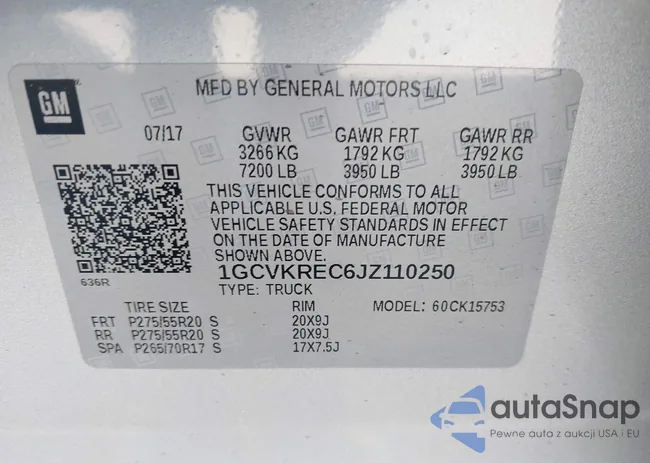 GM
MFD BY GENERAL MOTORS LLC
07/17 GVWR GAWR FRT GAWR RR
3266 KG 1792 KG 1792 KG
7200 LB 3950 LB 3950 LB
THIS VEHICLE CONFORMS TO ALL
APPLICABLE U.S. FEDERAL MOTOR
VEHICLE SAFETY STANDARDS IN EFFECT
ON THE DATE OF MANUFACTURE
SHOWN ABOVE.
636R
1GCVKREC6JZ110250
TYPE: TRUCK
TIRE SIZE RIM MODEL: 60CK15753
FRT P275/55R20 S 20X9J
RR P275/55R20 S 20X9J
SPA P265/70R17 S 17X7.5J
autaSnap
Pewne auta z aukcji USA i EU